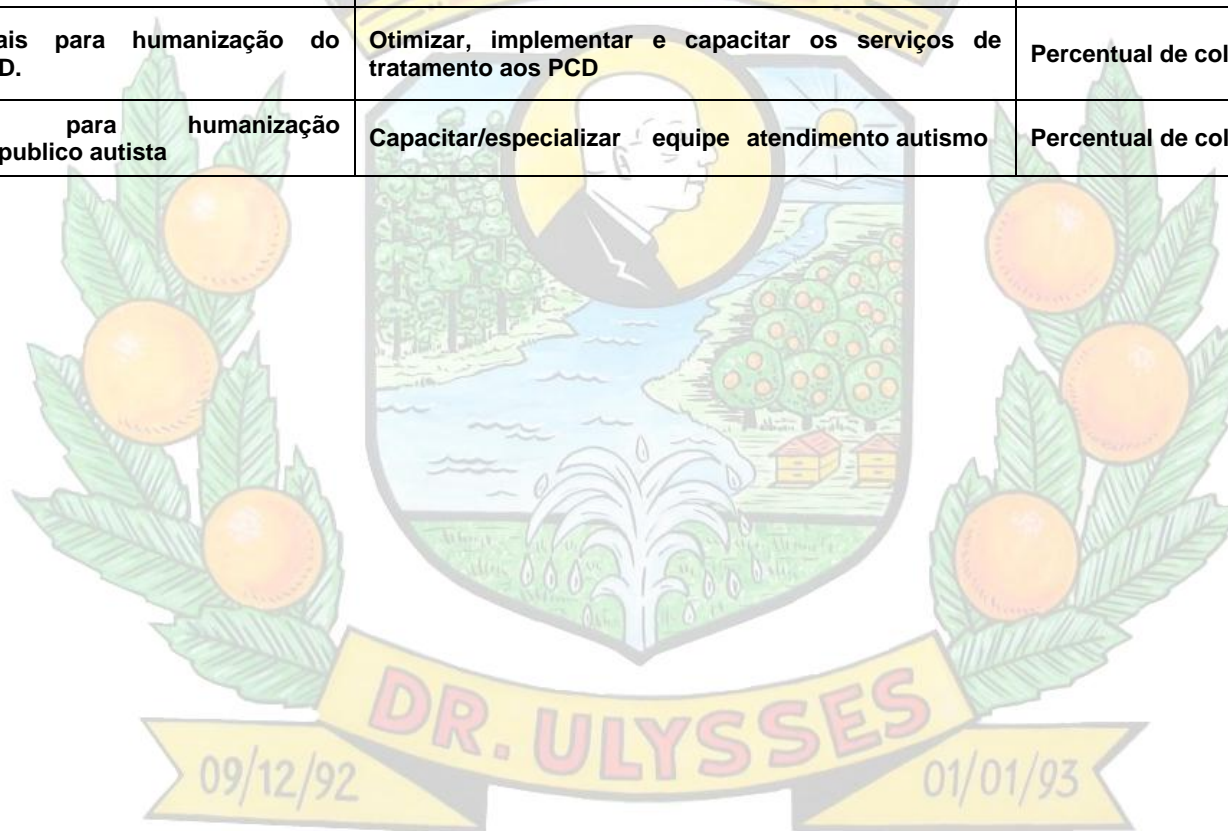 ais para humanização do
D.
Otimizar, implementar e capacitar os serviços de
tratamento aos PCD
Percentual de col
para humanização
publico autista
Capacitar/especializar equipe atendimento autismo
Percentual de col
DR. ULYSSES
09/12/92
01/01/93